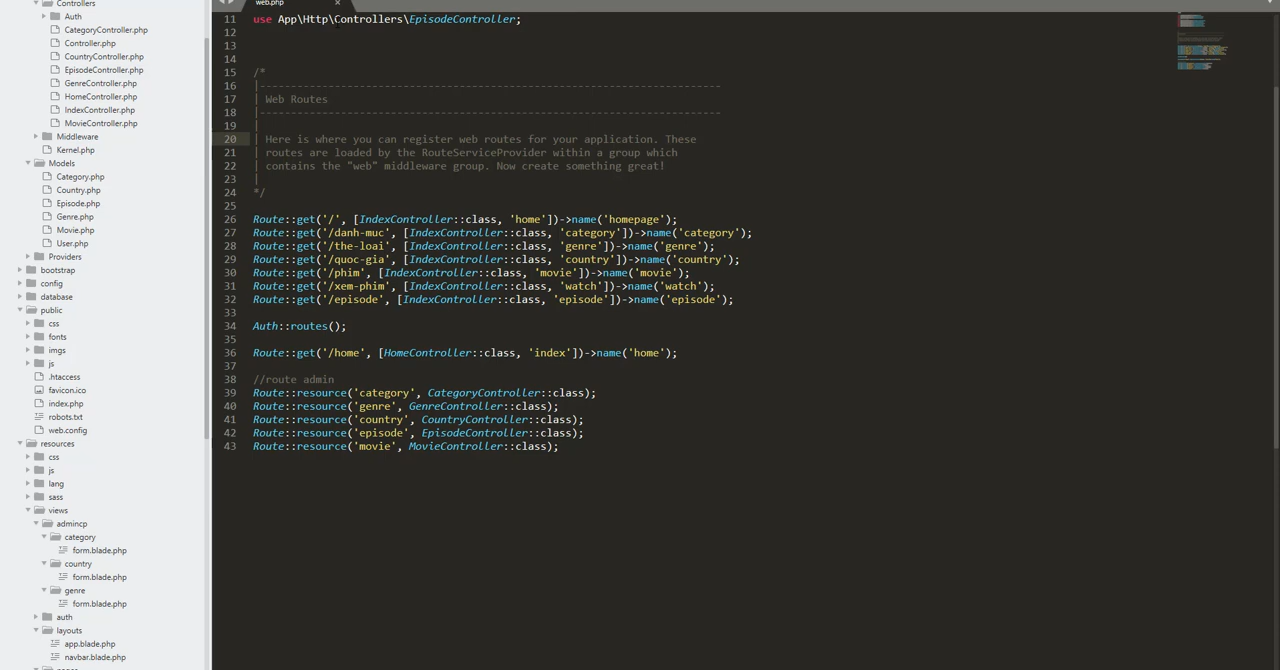 Controllers
Auth
CategoryController.php
Controller.php
CountryController.php
EpisodeController.php
GenreController.php
HomeController.php
IndexController.php
MovieController.php
Middleware
Kernel.php
Models
Category.php
Country.php
Episode.php
Genre.php
Movie.php
User.php
Providers
bootstrap
config
database
public
css
fonts
imgs
js
.htaccess
favicon.ico
index.php
robots.txt
web.config
resources
css
js
lang
sass
views
admincp
category
form.blade.php
country
form.blade.php
genre
form.blade.php
auth
layouts
app.blade.php
navbar.blade.php
web.php
11 use App\Http\Controllers\EpisodeController;
12
13
14
15 /*
16 |--------------------------------------------------------------------------
17 | Web Routes
18 |--------------------------------------------------------------------------
19 |
20 | Here is where you can register web routes for your application. These
21 | routes are loaded by the RouteServiceProvider within a group which
22 | contains the "web" middleware group. Now create something great!
23 |
24 */
25
26 Route::get('/', [IndexController::class, 'home'])->name('homepage');
27 Route::get('/danh-muc', [IndexController::class, 'category'])->name('category');
28 Route::get('/the-loai', [IndexController::class, 'genre'])->name('genre');
29 Route::get('/quoc-gia', [IndexController::class, 'country'])->name('country');
30 Route::get('/phim', [IndexController::class, 'movie'])->name('movie');
31 Route::get('/xem-phim', [IndexController::class, 'watch'])->name('watch');
32 Route::get('/episode', [IndexController::class, 'episode'])->name('episode');
33
34 Auth::routes();
35
36 Route::get('/home', [HomeController::class, 'index'])->name('home');
37
38 //route admin
39 Route::resource('category', CategoryController::class);
40 Route::resource('genre', GenreController::class);
41 Route::resource('country', CountryController::class);
42 Route::resource('episode', EpisodeController::class);
43 Route::resource('movie', MovieController::class);